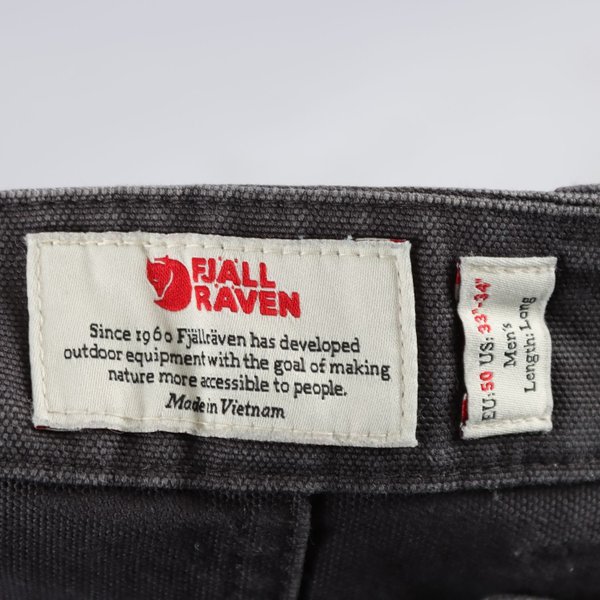 FJÄLL
RÄVEN
Since 1960 Fjällräven has developed
outdoor equipment with the goal of making
nature more accessible to people.
Made in Vietnam
EU: 50 US: 33"-34"
Men's
Length: Long